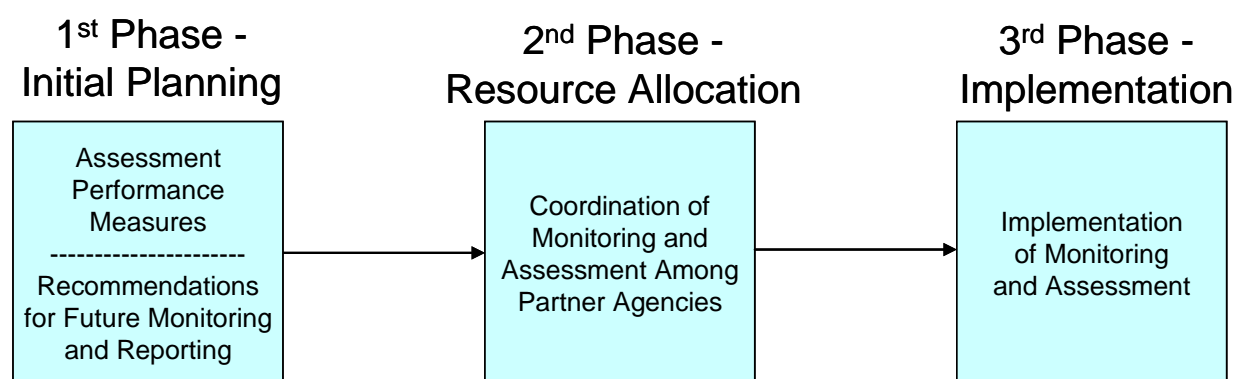 1st Phase -
Initial Planning
Assessment
Performance
Measures
----------------------
Recommendations
for Future Monitoring
and Reporting
2nd Phase -
Resource Allocation
Coordination of
Monitoring and
Assessment Among
Partner Agencies
3rd Phase -
Implementation
Implementation
of Monitoring
and Assessment